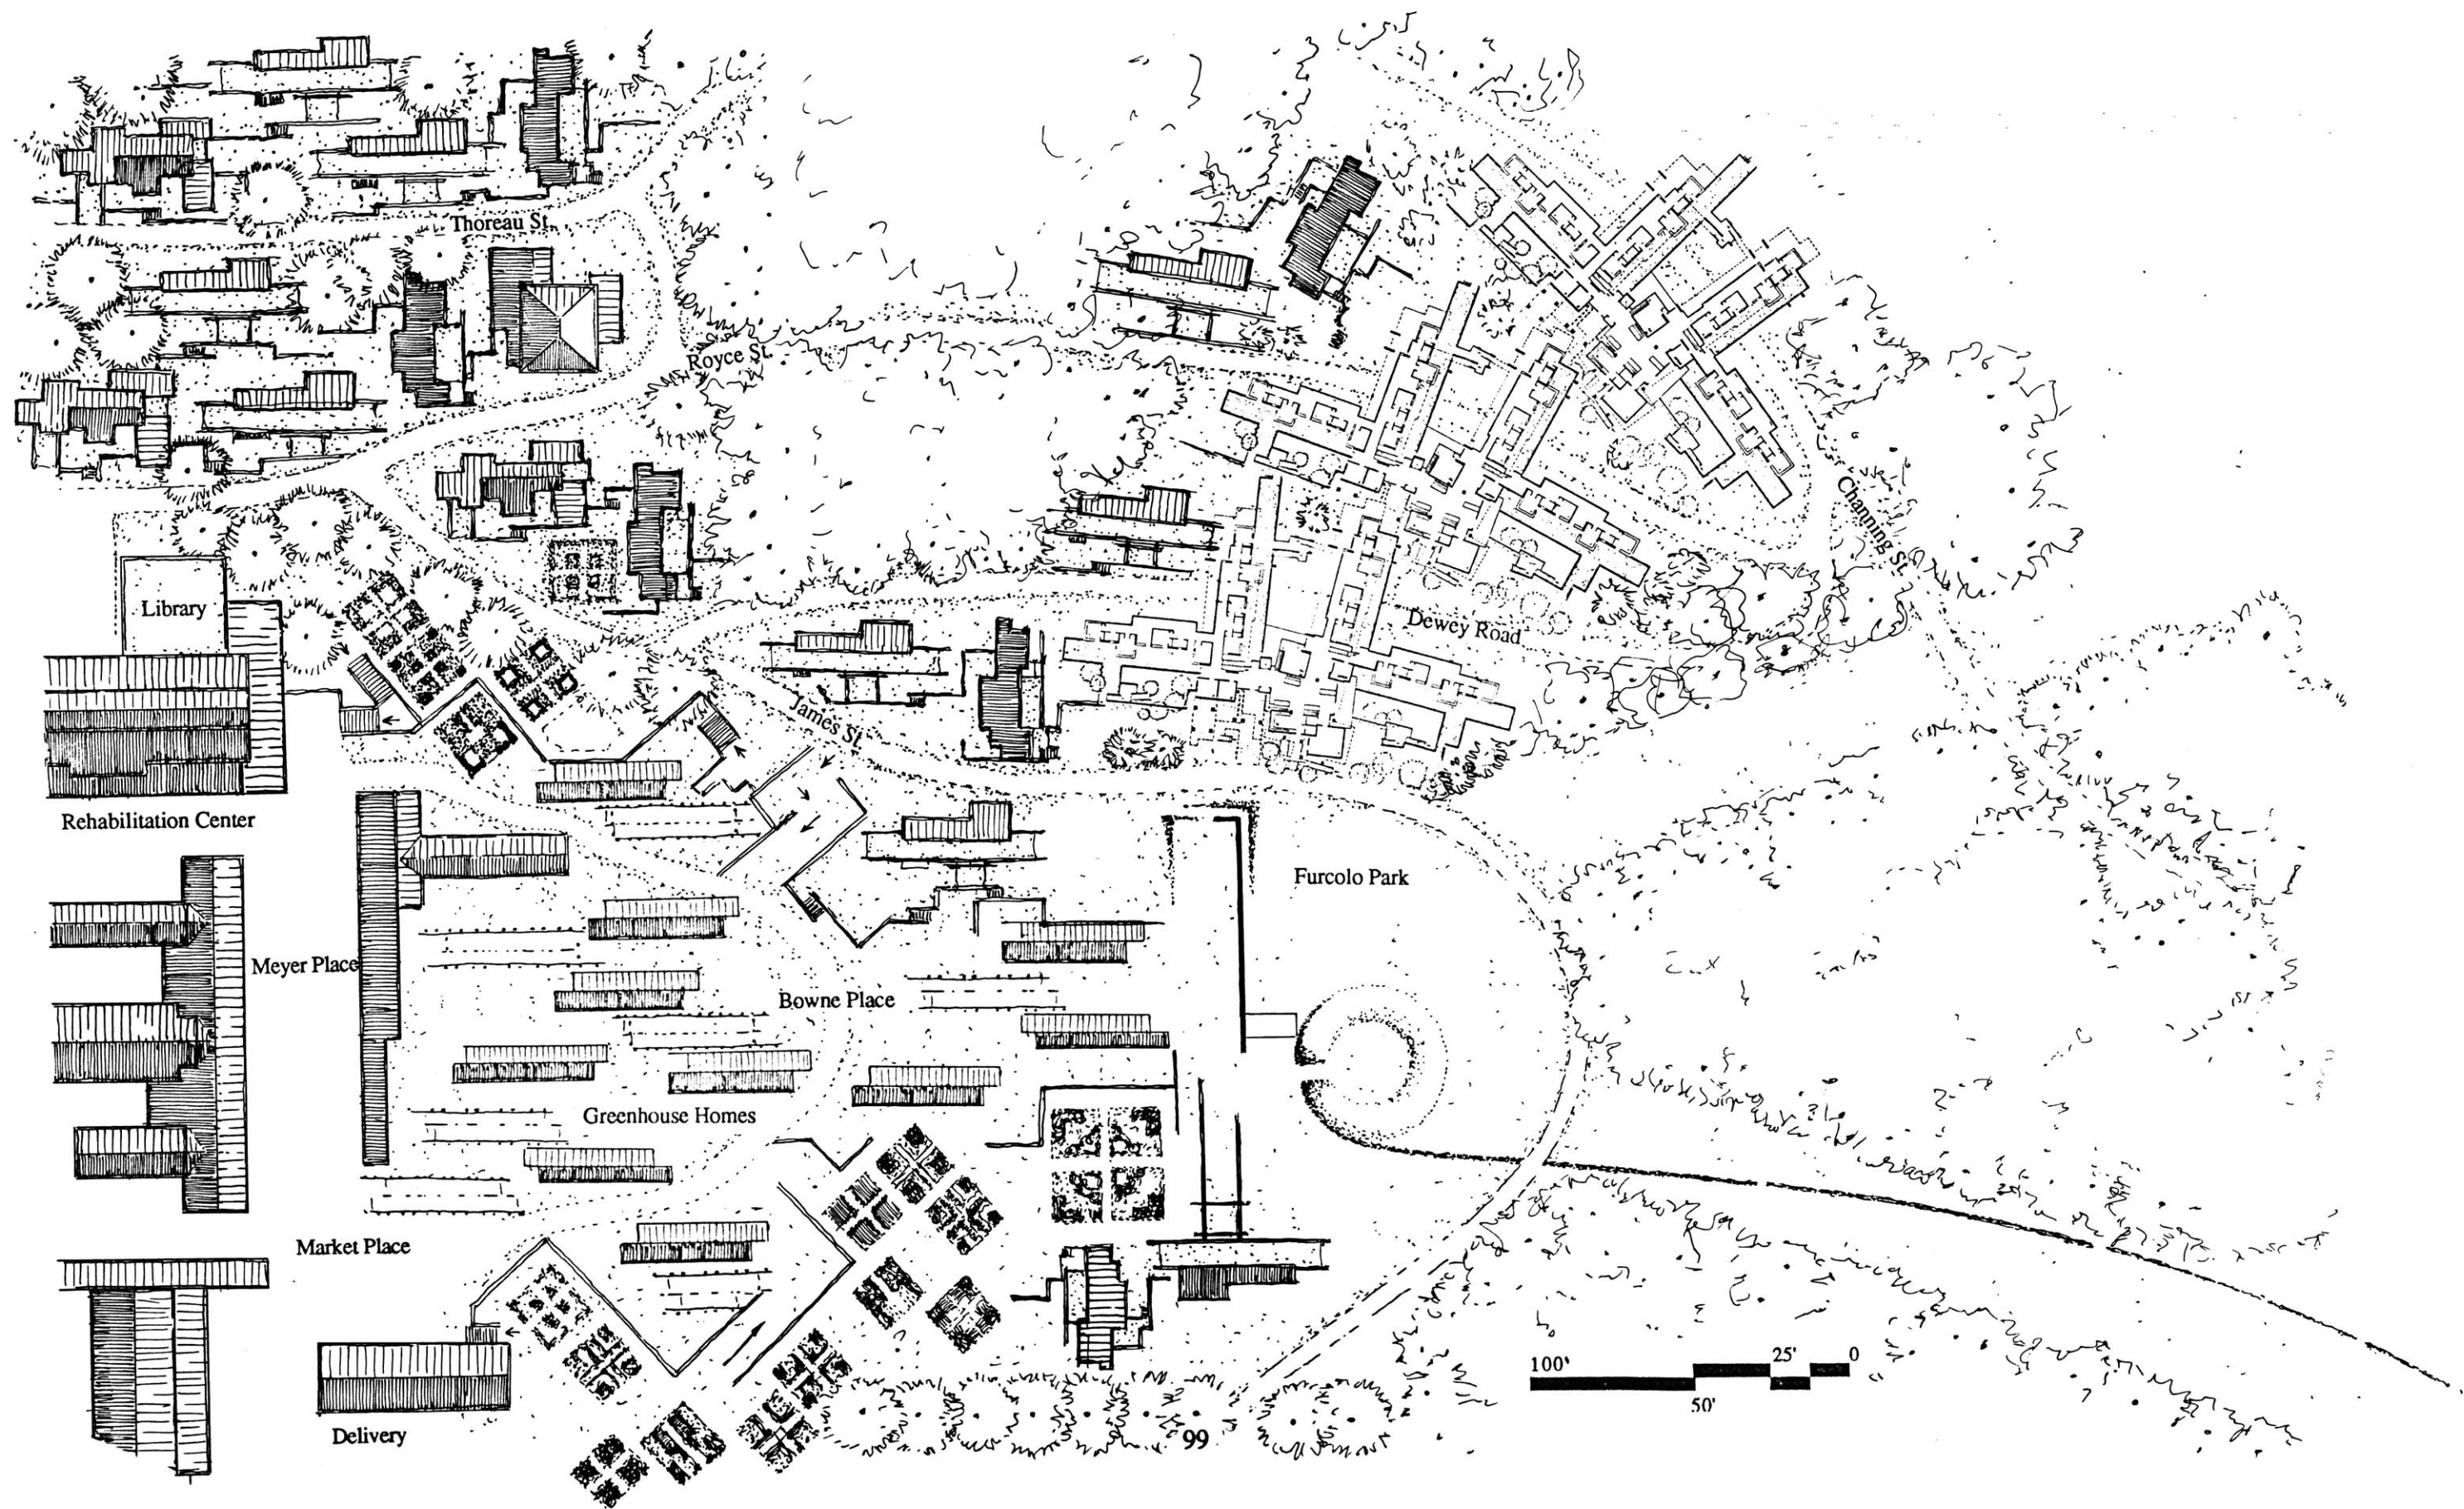 Thoreau St.
Royce St.
Channing St.
Library
Dewey Road
James St.
Rehabilitation Center
Furcolo Park
Meyer Place
Bowne Place
Greenhouse Homes
Market Place
100' 25' 0
50'
Delivery
99